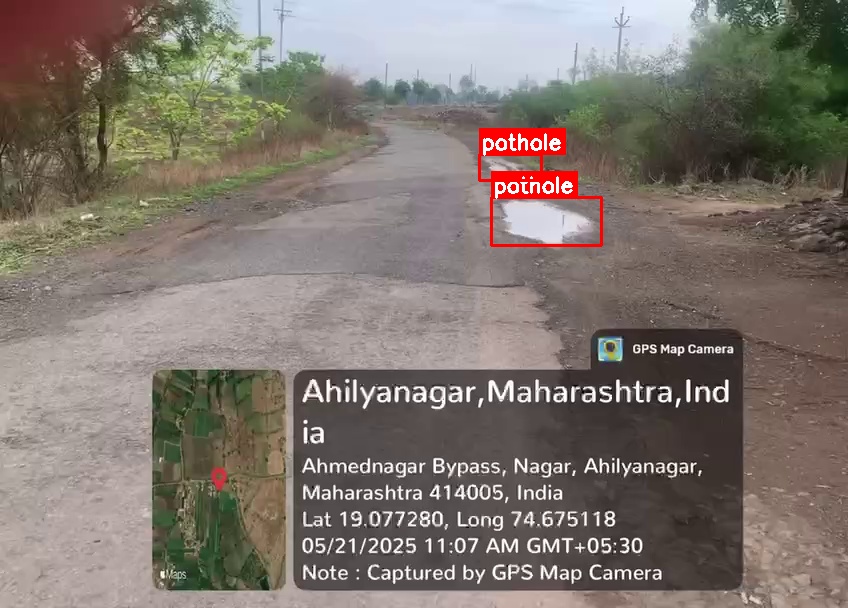 pothole
pothole
GPS Map Camera
Ahilyanagar,Maharashtra,Ind
ia
Ahmednagar Bypass, Nagar, Ahilyanagar,
Maharashtra 414005, India
Lat 19.077280, Long 74.675118
05/21/2025 11:07 AM GMT+05:30
Note : Captured by GPS Map Camera
Maps